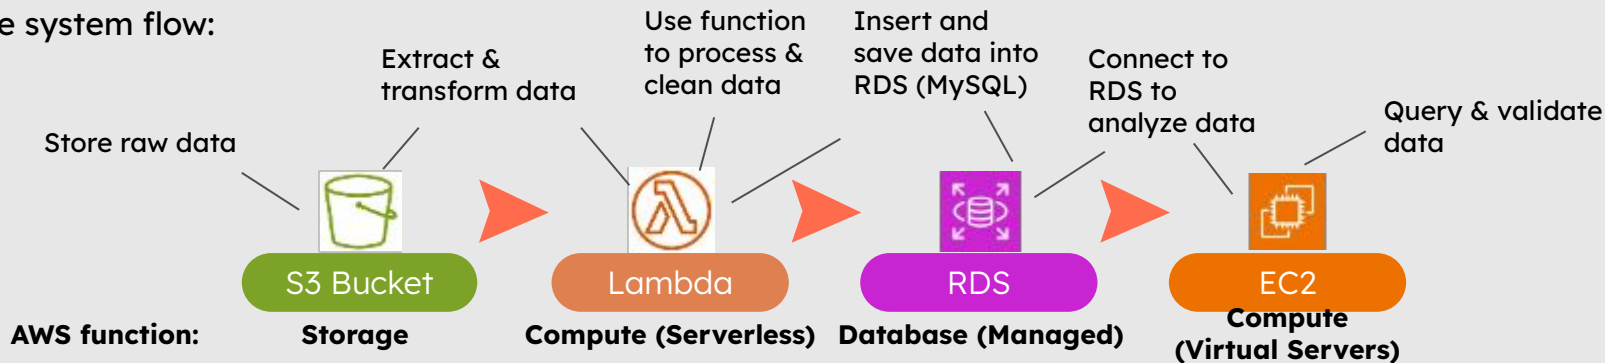 e system flow:
Store raw data
Extract &
transform data
Use function
to process &
clean data
Insert and
save data into
RDS (MySQL)
Connect to
RDS to
analyze data
Query & validate
data
S3 Bucket
Lambda
RDS
EC2
AWS function:
Storage
Compute (Serverless)
Database (Managed)
Compute
(Virtual Servers)